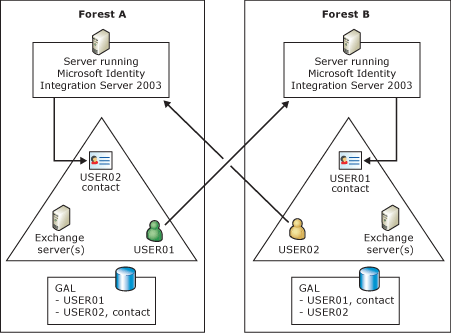 Forest A
Server running
Microsoft Identity
Integration Server 2003
USER02
contact
Exchange
server(s)
USER01
GAL
- USER01
- USER02, contact
Forest B
Server running
Microsoft Identity
Integration Server 2003
USER01
contact
USER02
Exchange
server(s)
GAL
- USER01, contact
- USER02